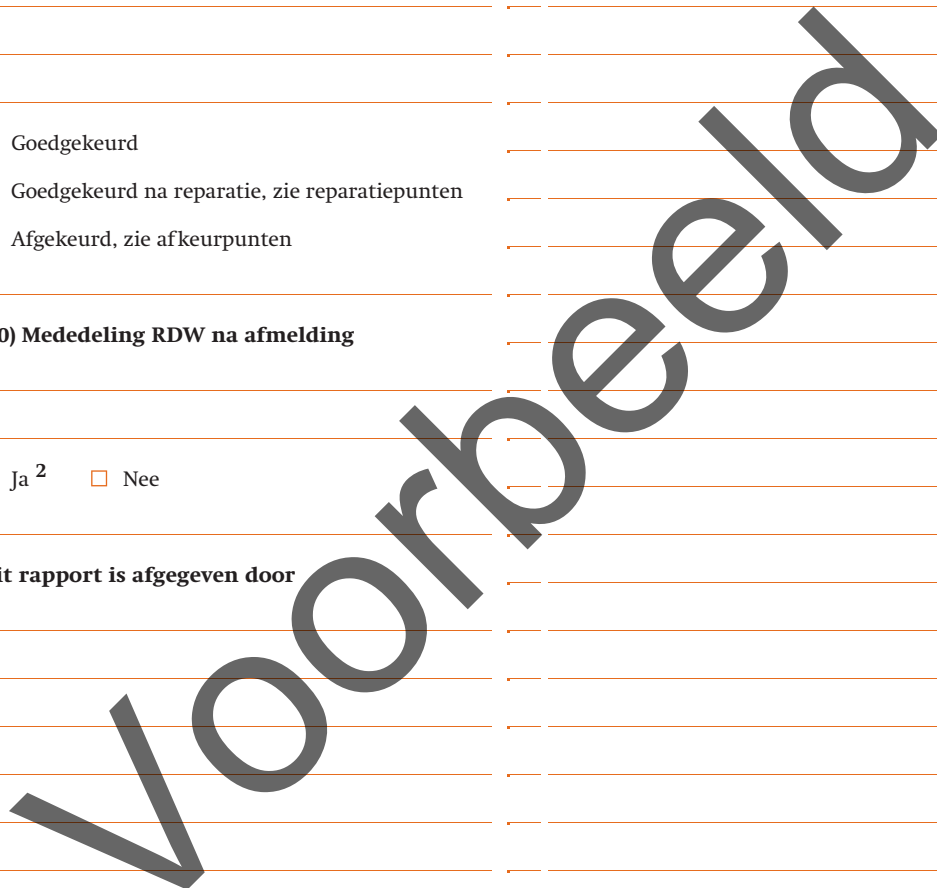 Goedgekeurd
Goedgekeurd na reparatie, zie reparatiepunten
Afgekeurd, zie afkeurpunten
0) Mededeling RDW na afmelding
Ja 2 ☐ Nee
it rapport is afgegeven door
Voorbeeld